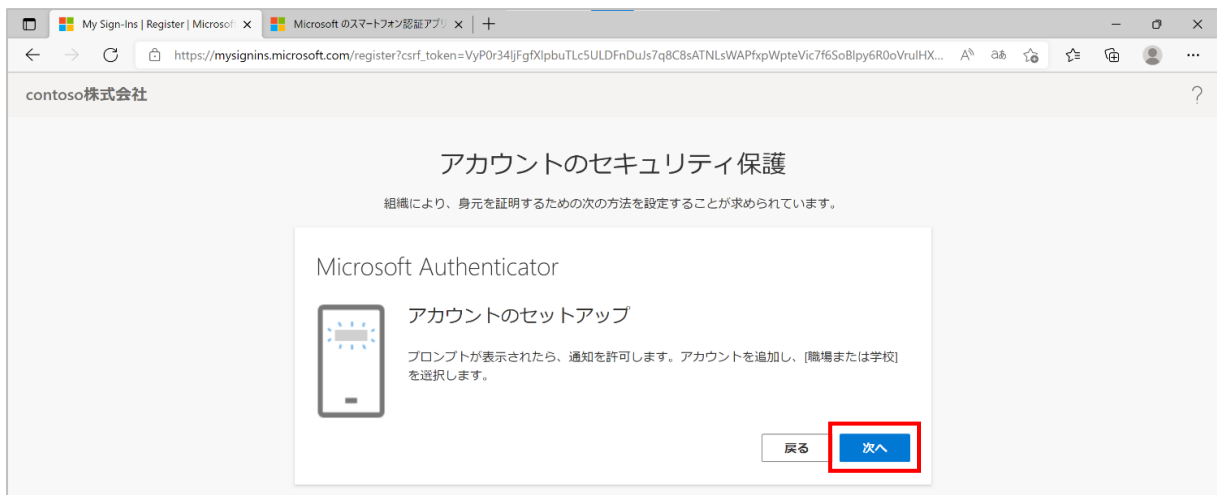 My Sign-Ins | Register | Microsoft
Microsoft のスマートフォン認証アプリ
https://mysignins.microsoft.com/register?csrf_token=VyP0r34ljFgfXlpbuTLc5ULDFnDuJs7q8C8sATNLsWAPfxpWpteVic7f6SoBlpy6R0oVrulHX...
contoso株式会社
?
アカウントのセキュリティ保護
組織により、身元を証明するための次の方法を設定することが求められています。
Microsoft Authenticator
アカウントのセットアップ
プロンプトが表示されたら、通知を許可します。アカウントを追加し、[職場または学校]
を選択します。
戻る
次へ